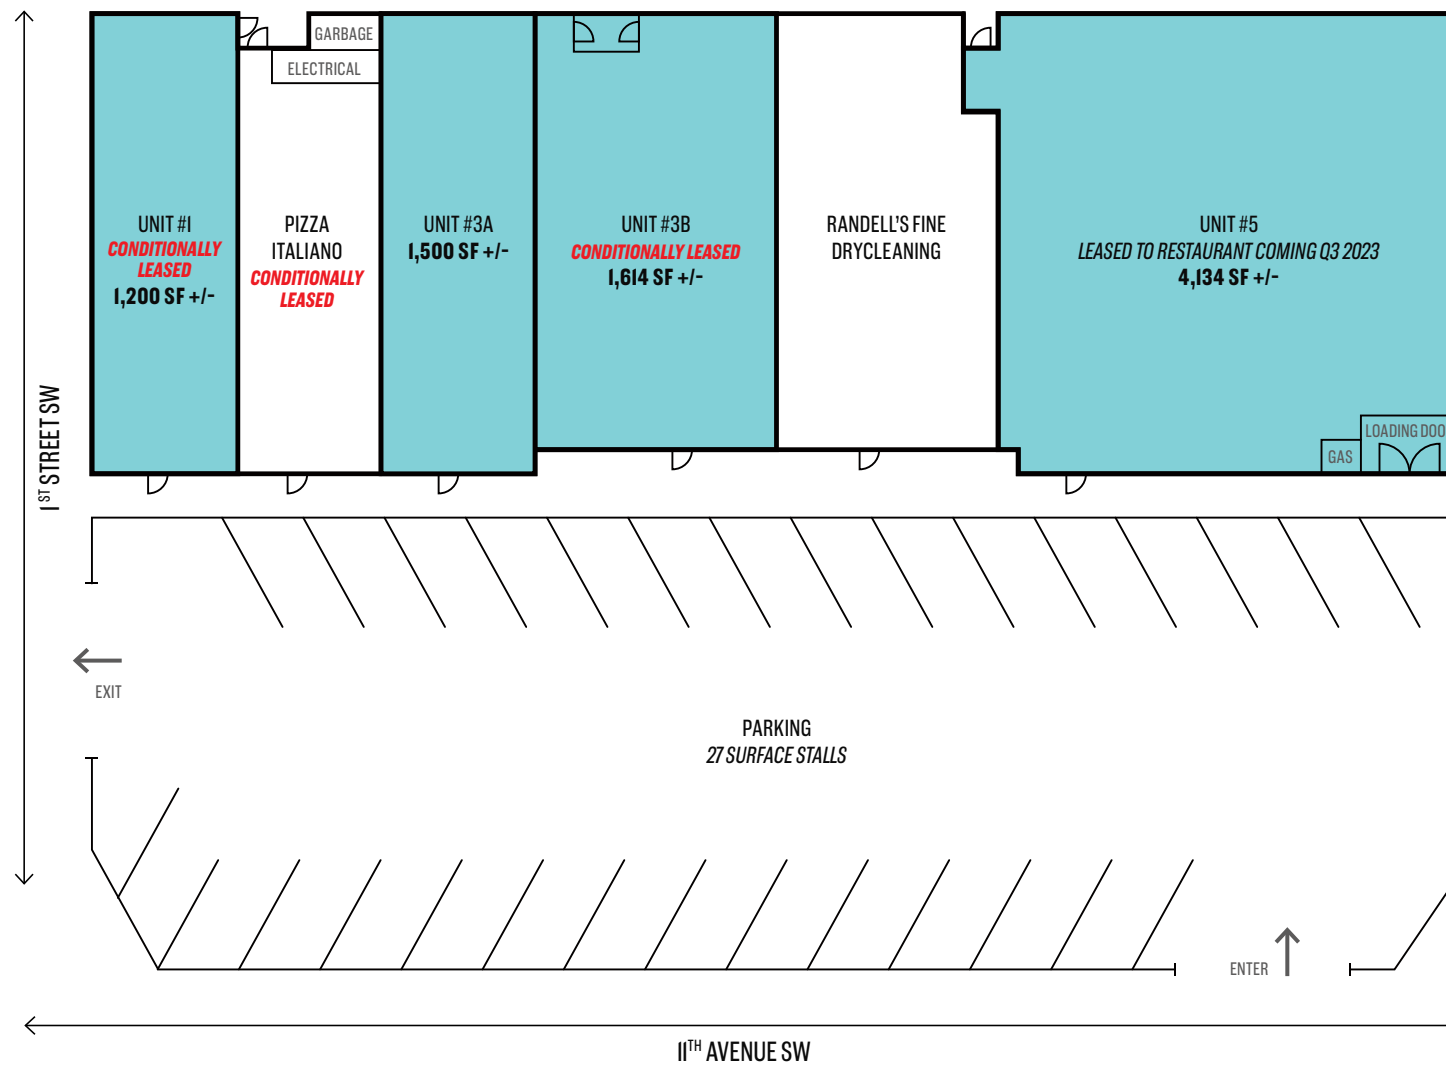 GARBAGE
ELECTRICAL
UNIT #1
CONDITIONALLY
LEASED
1,200 SF +/-
PIZZA
ITALIANO
CONDITIONALLY
LEASED
UNIT #3A
1,500 SF +/-
UNIT #3B
CONDITIONALLY LEASED
1,614 SF +/-
RANDELL'S FINE
DRYCLEANING
UNIT #5
LEASED TO RESTAURANT COMING Q3 2023
4,134 SF +/-
LOADING DOO
GAS
1ST STREET SW
EXIT
PARKING
27 SURFACE STALLS
ENTER
11TH AVENUE SW